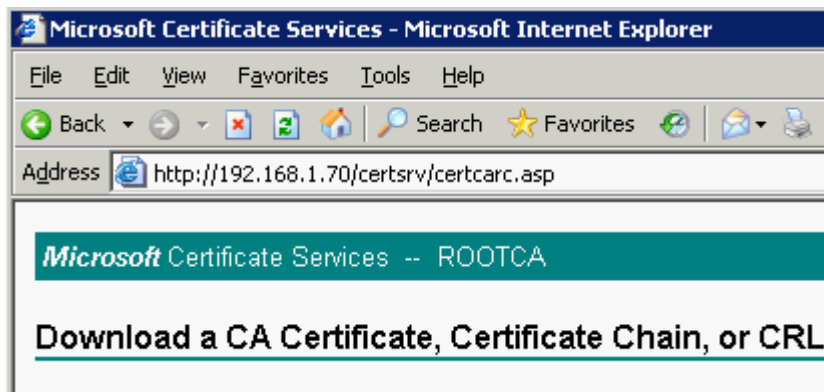 Microsoft Certificate Services - Microsoft Internet Explorer
File Edit View Favorites Tools Help
Back Search Favorites
Address http://192.168.1.70/certsrv/certcarc.asp
Microsoft Certificate Services -- ROOTCA
Download a CA Certificate, Certificate Chain, or CRL